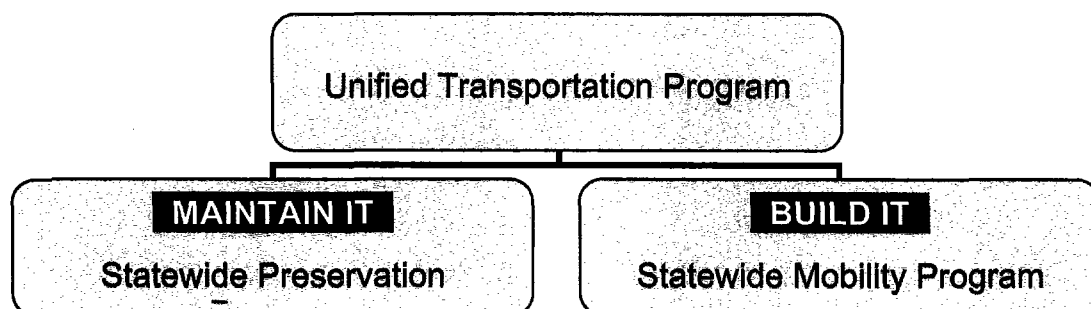 Unified Transportation Program
MAINTAIN IT
Statewide Preservation
BUILD IT
Statewide Mobility Program